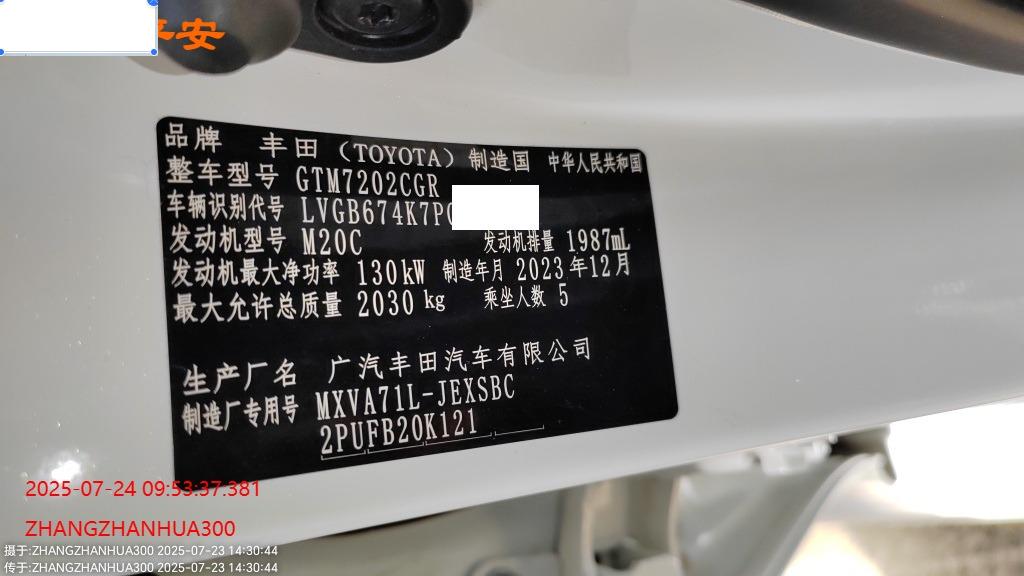 平安
品牌 丰田（TOYOTA）制造国 中华人民共和国
整车型号 GTM7202CGR
车辆识别代号 LVGB674K7P
发动机型号 M20C 发动机排量 1987mL
发动机最大净功率 130kW 制造年月 2023年12月
最大允许总质量 2030 kg 乘坐人数 5
生产厂名 广汽丰田汽车有限公司
制造厂专用号 MXVA71L-JEXSBC
2PUFB20K121
2025-07-24 09:53:37.381
ZHANGZHANHUA300
摄于:ZHANGZHANHUA300 2025-07-23 14:30:44
传于:ZHANGZHANHUA300 2025-07-23 14:30:44